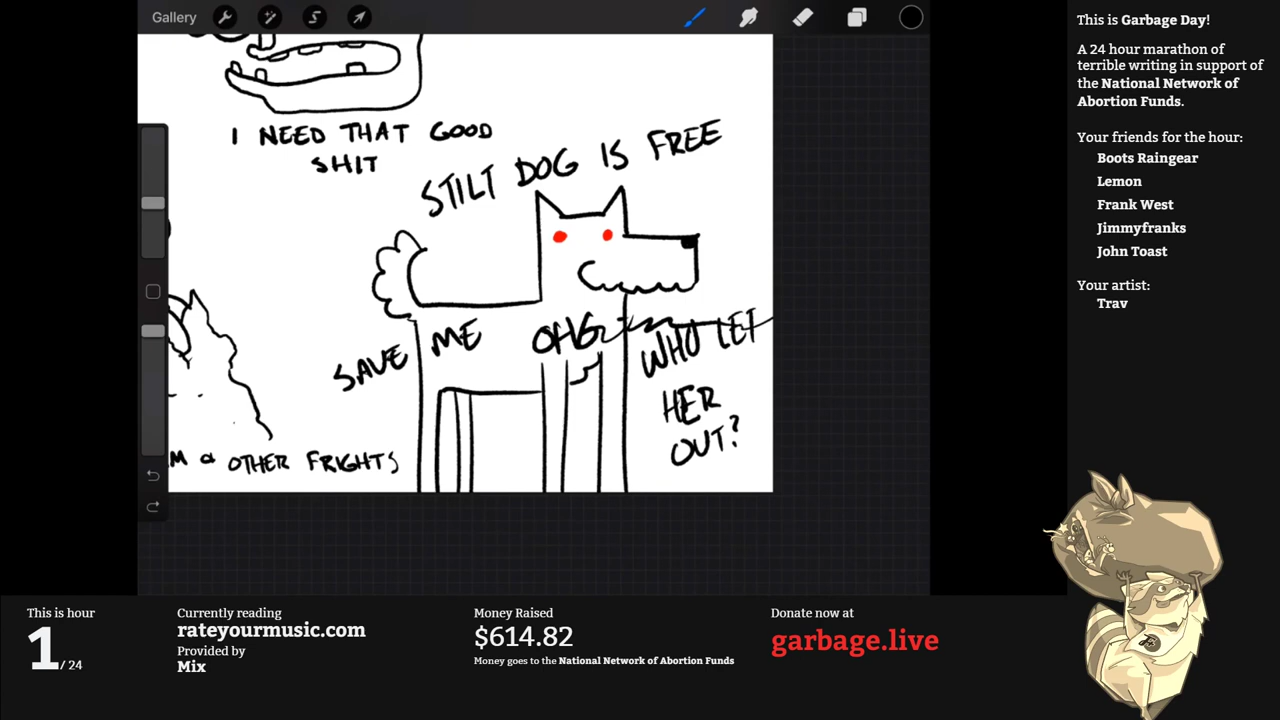 Gallery
I NEED THAT GOOD
SHIT
STILT DOG IS FREE
SAVE ME
WHO LET
HER
OUT?
OTHER FRIGHTS
This is Garbage Day!
A 24 hour marathon of
terrible writing in support of
the National Network of
Abortion Funds.
Your friends for the hour:
Boots Raingear
Lemon
Frank West
Jimmyfranks
John Toast
Your artist:
Trav
This is hour
1 / 24
Currently reading
rateyourmusic.com
Provided by
Mix
Money Raised
$614.82
Money goes to the National Network of Abortion Funds
Donate now at
garbage.live